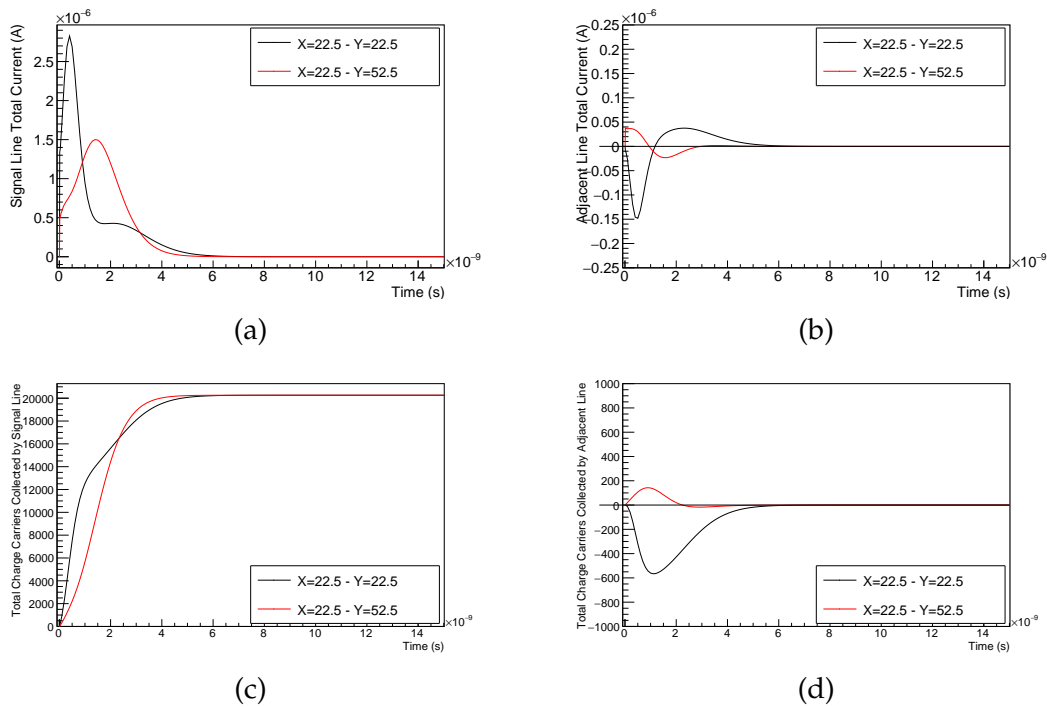 ×10⁻⁶
Signal Line Total Current (A)
2.5
2
1.5
1
0.5
0
X=22.5 - Y=22.5
X=22.5 - Y=52.5
0 2 4 6 8 10 12 14
×10⁻⁹
Time (s)
(a)
×10⁻⁶
Adjacent Line Total Current (A)
0.25
0.2
0.15
0.1
0.05
0
−0.05
−0.1
−0.15
−0.2
−0.25
X=22.5 - Y=22.5
X=22.5 - Y=52.5
0 2 4 6 8 10 12 14
×10⁻⁹
Time (s)
(b)
Total Charge Carriers Collected by Signal Line
20000
18000
16000
14000
12000
10000
8000
6000
4000
2000
0
X=22.5 - Y=22.5
X=22.5 - Y=52.5
0 2 4 6 8 10 12 14
×10⁻⁹
Time (s)
(c)
Total Charge Carriers Collected by Adjacent Line
1000
800
600
400
200
0
−200
−400
−600
−800
−1000
X=22.5 - Y=22.5
X=22.5 - Y=52.5
0 2 4 6 8 10 12 14
×10⁻⁹
Time (s)
(d)